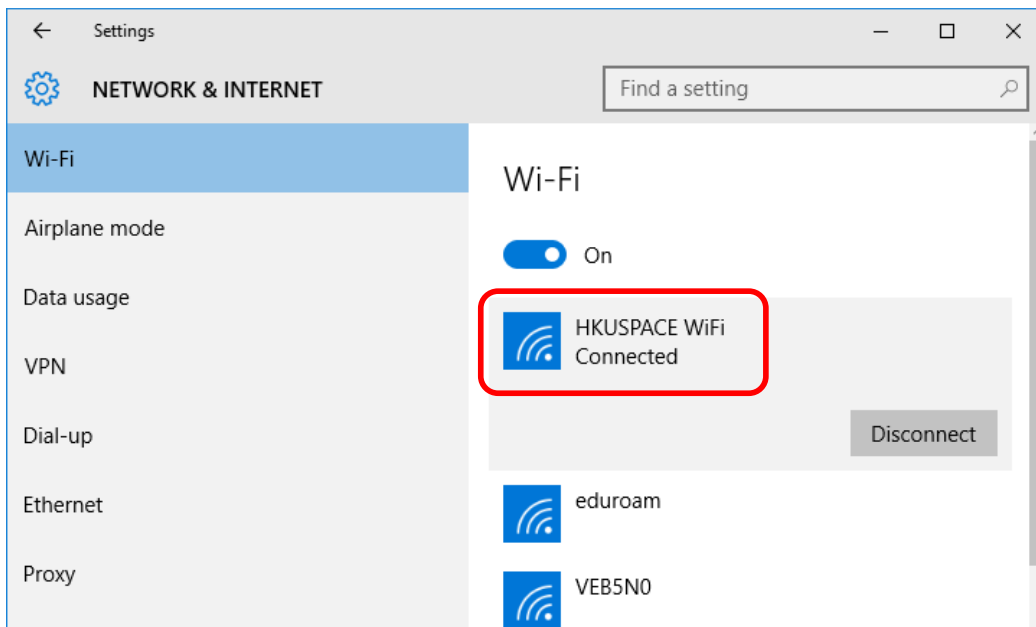 Settings
NETWORK & INTERNET
Find a setting
Wi-Fi
Airplane mode
Data usage
VPN
Dial-up
Ethernet
Proxy
Wi-Fi
On
HKUSPACE WiFi
Connected
Disconnect
eduroam
VEB5N0